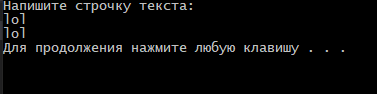 Напишите строчку текста:
lol
lol
Для продолжения нажмите любую клавишу . . .